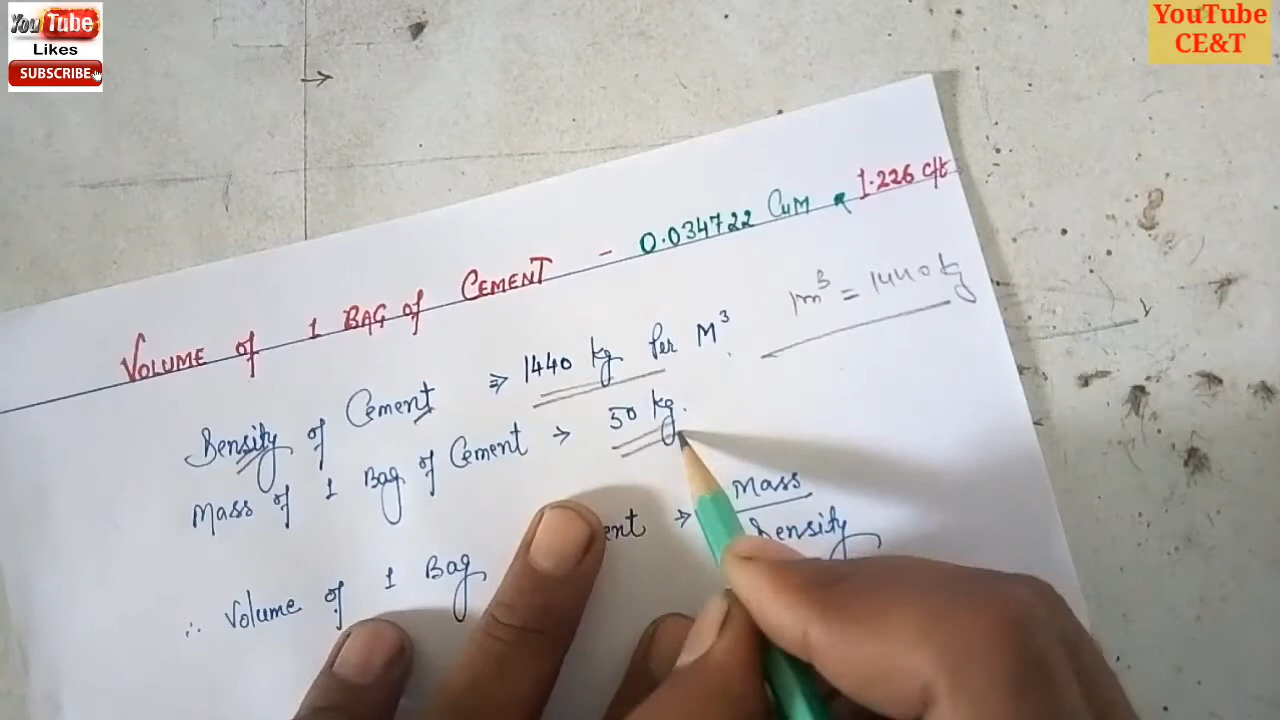 YouTube
Likes
SUBSCRIBE
YouTube
CE&T
VOLUME of 1 BAG of CEMENT - 0.034722 CUM & 1.226 Cft
1m³ = 1440 kg
Density of Cement ⇒ 1440 kg Per M³
Mass of 1 Bag of Cement ⇒ 50 kg.
∴ Volume of 1 Bag ent ⇒ Mass
Density